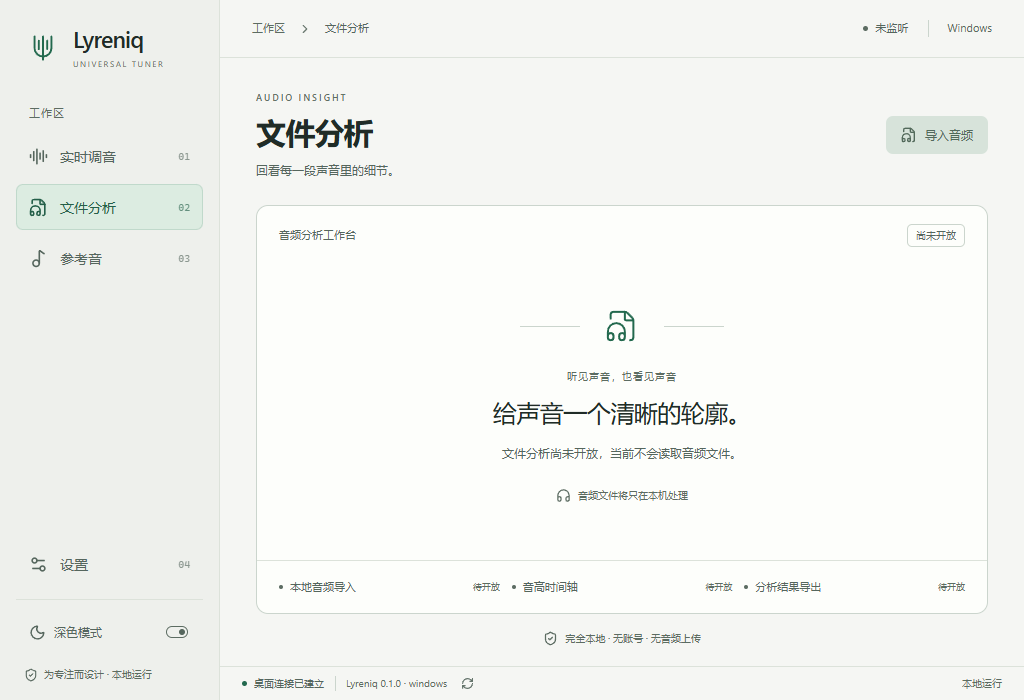 Lyreniq
UNIVERSAL TUNER
工作区
实时调音 01
文件分析 02
参考音 03
设置 04
深色模式
为专注而设计 · 本地运行
工作区 文件分析
未监听 Windows
AUDIO INSIGHT
文件分析
回看每一段声音里的细节。
导入音频
音频分析工作台
尚未开放
听见声音，也看见声音
给声音一个清晰的轮廓。
文件分析尚未开放，当前不会读取音频文件。
音频文件将只在本机处理
本地音频导入 待开放
音高时间轴 待开放
分析结果导出 待开放
完全本地 · 无账号 · 无音频上传
桌面连接已建立 Lyreniq 0.1.0 · windows
本地运行